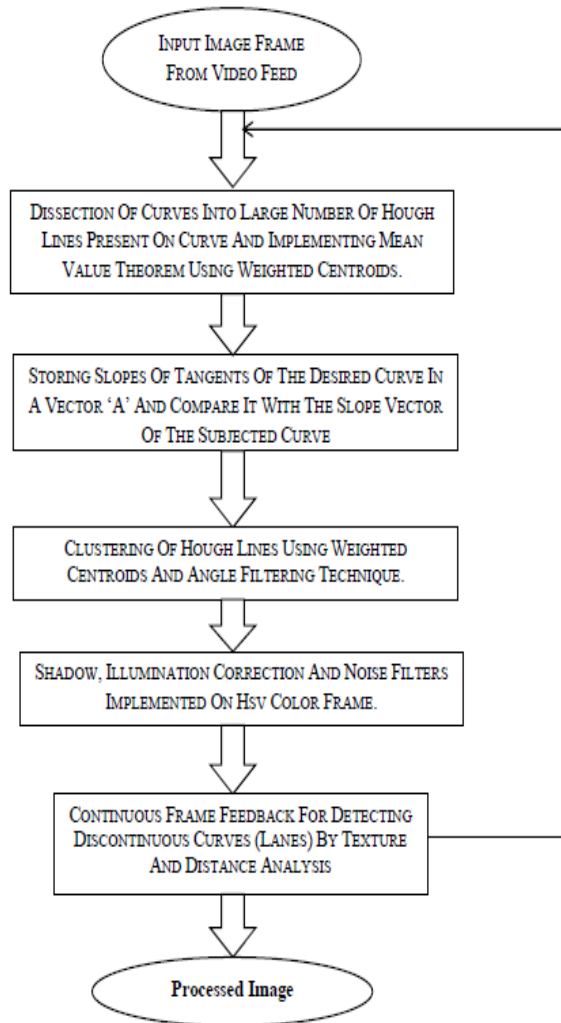 INPUT IMAGE FRAME
FROM VIDEO FEED
DISSECTION OF CURVES INTO LARGE NUMBER OF HOUGH
LINES PRESENT ON CURVE AND IMPLEMENTING MEAN
VALUE THEOREM USING WEIGHTED CENTROIDS.
STORING SLOPES OF TANGENTS OF THE DESIRED CURVE IN
A VECTOR ‘A’ AND COMPARE IT WITH THE SLOPE VECTOR
OF THE SUBJECTED CURVE
CLUSTERING OF HOUGH LINES USING WEIGHTED
CENTROIDS AND ANGLE FILTERING TECHNIQUE.
SHADOW, ILLUMINATION CORRECTION AND NOISE FILTERS
IMPLEMENTED ON HSV COLOR FRAME.
CONTINUOUS FRAME FEEDBACK FOR DETECTING
DISCONTINUOUS CURVES (LANES) BY TEXTURE
AND DISTANCE ANALYSIS
Processed Image